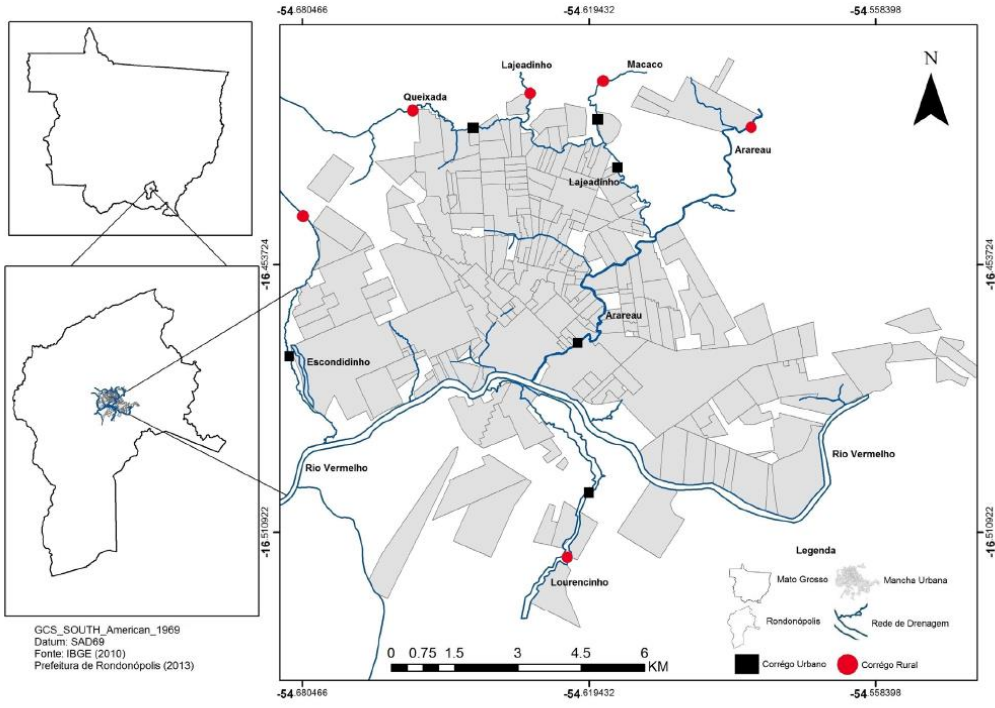 -54.680466
-54.619432
-54.558398
N
Lajeadinho
Macaco
Queixada
Arareau
Lajeadinho
-16.453724
-16.453724
Arareau
Escondidinho
Rio Vermelho
Rio Vermelho
-16.510922
-16.510922
Lourencinho
Legenda
Mato Grosso
Mancha Urbana
Rondonópolis
Rede de Drenagem
Corrégo Urbano
Corrégo Rural
0 0.75 1.5 3 4.5 6
KM
GCS_SOUTH_American_1969
Datum: SAD69
Fonte: IBGE (2010)
Prefeitura de Rondonópolis (2013)
-54.680466
-54.619432
-54.558398